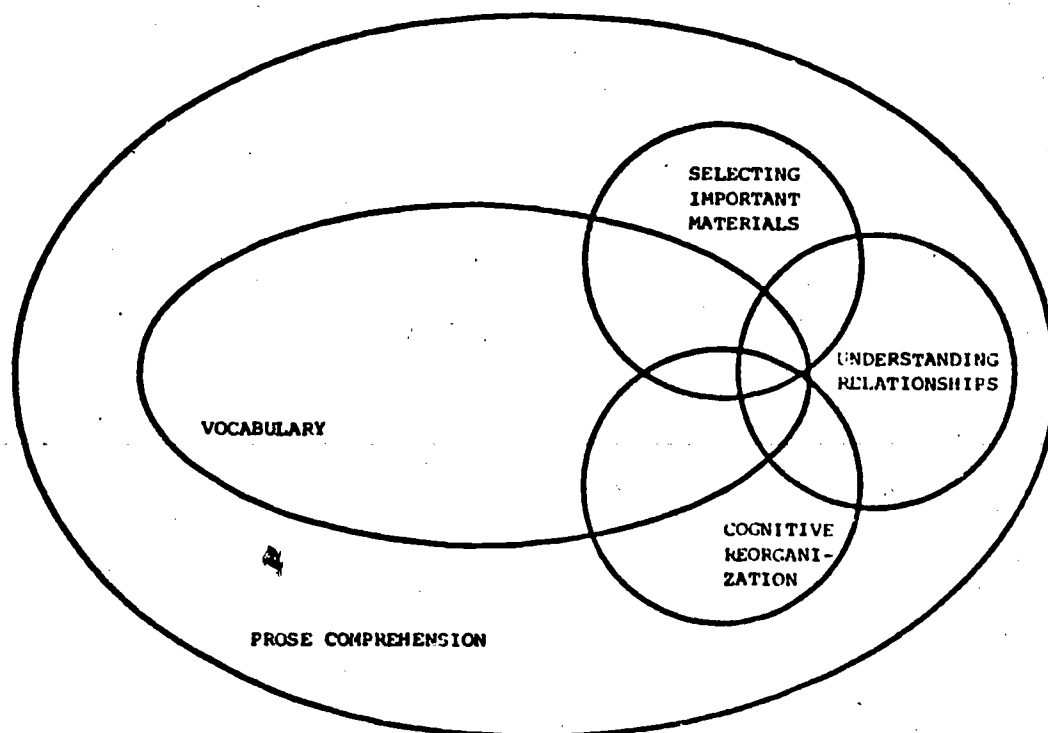 SELECTING
IMPORTANT
MATERIALS
UNDERSTANDING
RELATIONSHIPS
VOCABULARY
COGNITIVE
REORGANI-
ZATION
PROSE COMPREHENSION